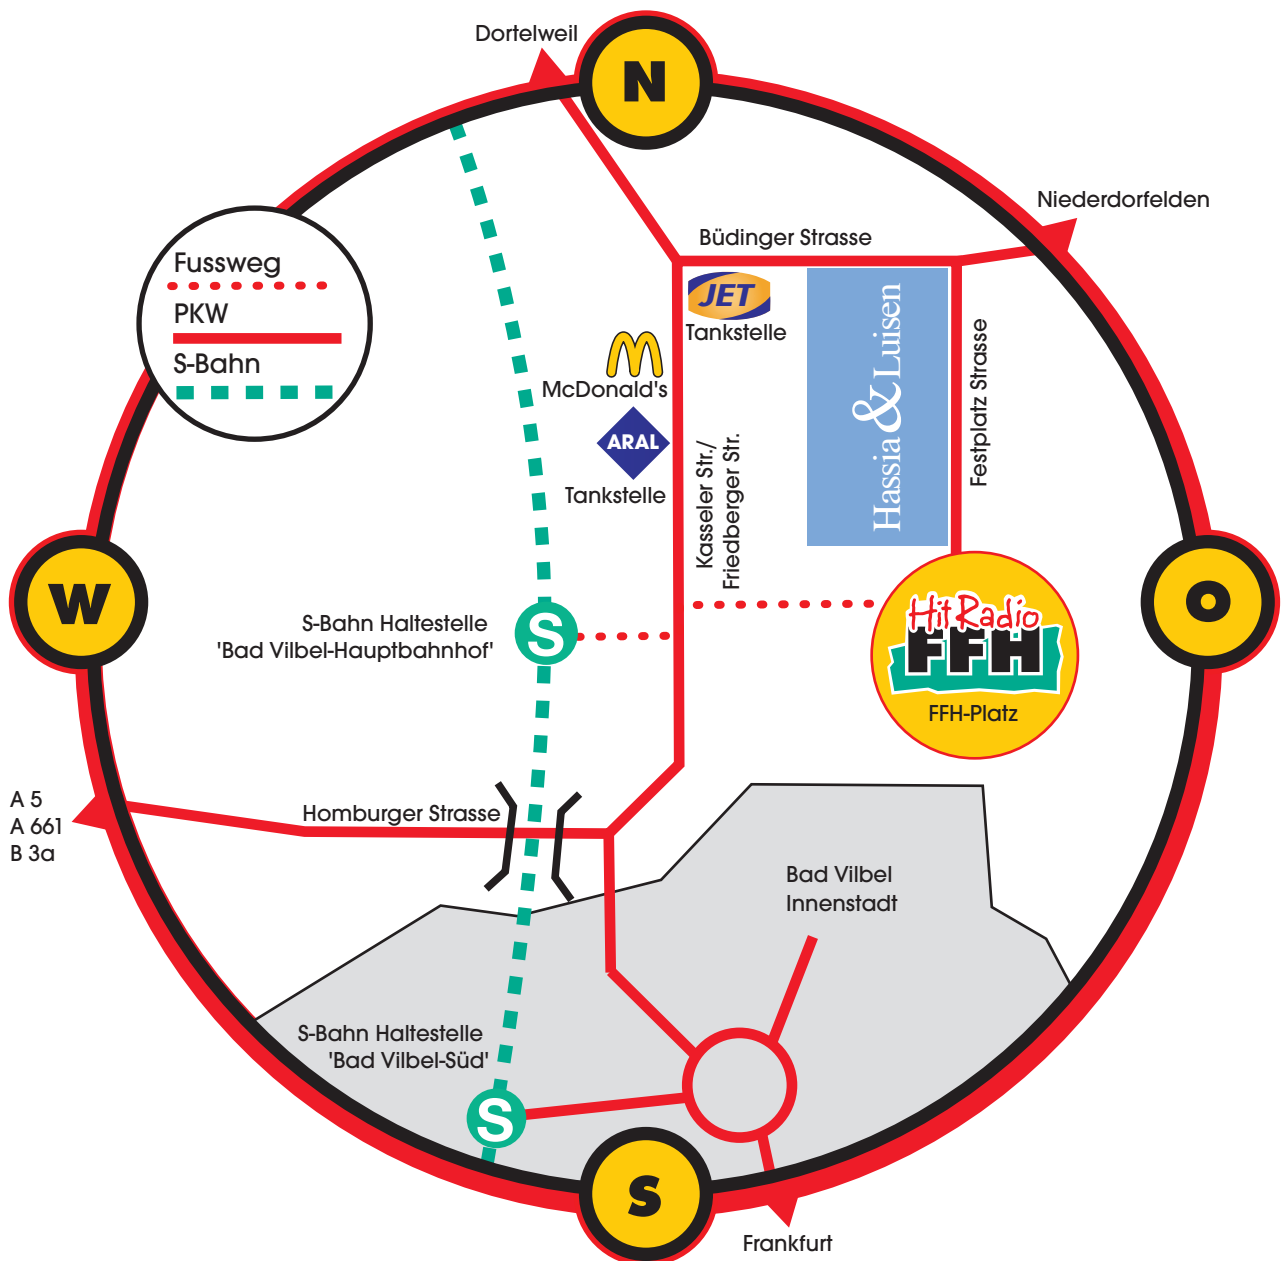 Dortelweil
N
Niederdorfelden
Büdinger Strasse
Fussweg
PKW
S-Bahn
JET
Tankstelle
McDonald's
ARAL
Tankstelle
Kasseler Str./
Friedberger Str.
Hassia & Luisen
Festplatz Strasse
W
O
S-Bahn Haltestelle
'Bad Vilbel-Hauptbahnhof'
S
Hit Radio
FFH
FFH-Platz
A 5
A 661
B 3a
Homburger Strasse
Bad Vilbel
Innenstadt
S-Bahn Haltestelle
'Bad Vilbel-Süd'
S
S
Frankfurt